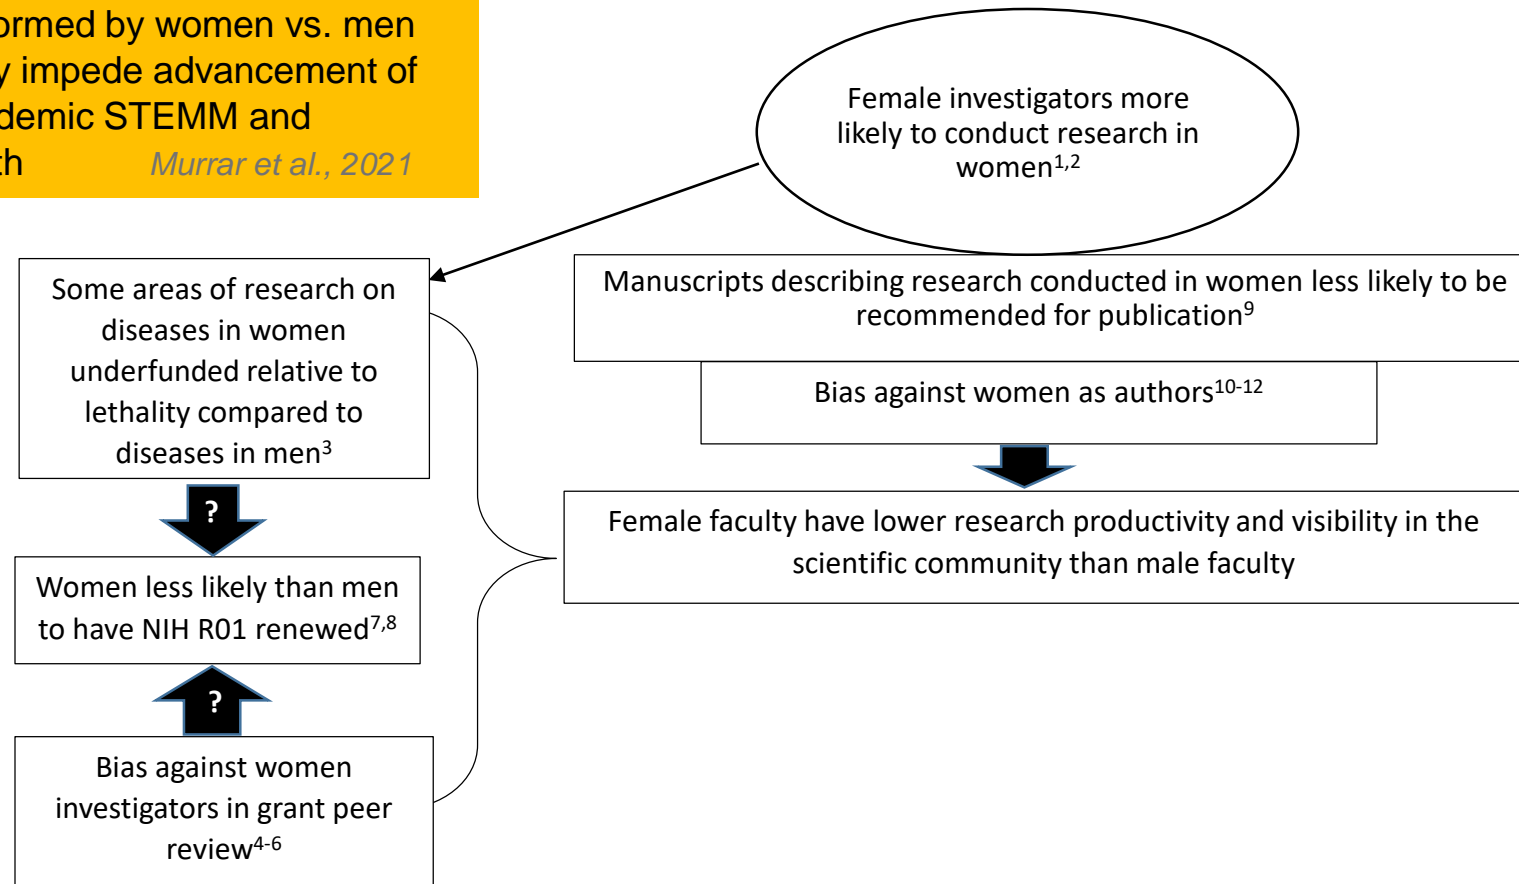 by women vs. men
impede advancement of
STEMM and
Murrar et al., 2021
Female investigators more
likely to conduct research in
women1,2
Some areas of research on
diseases in women
underfunded relative to
lethality compared to
diseases in men3
Manuscripts describing research conducted in women less likely to be
recommended for publication9
Bias against women as authors10-12
?
Female faculty have lower research productivity and visibility in the
scientific community than male faculty
Women less likely than men
to have NIH R01 renewed7,8
?
Bias against women
investigators in grant peer
review4-6